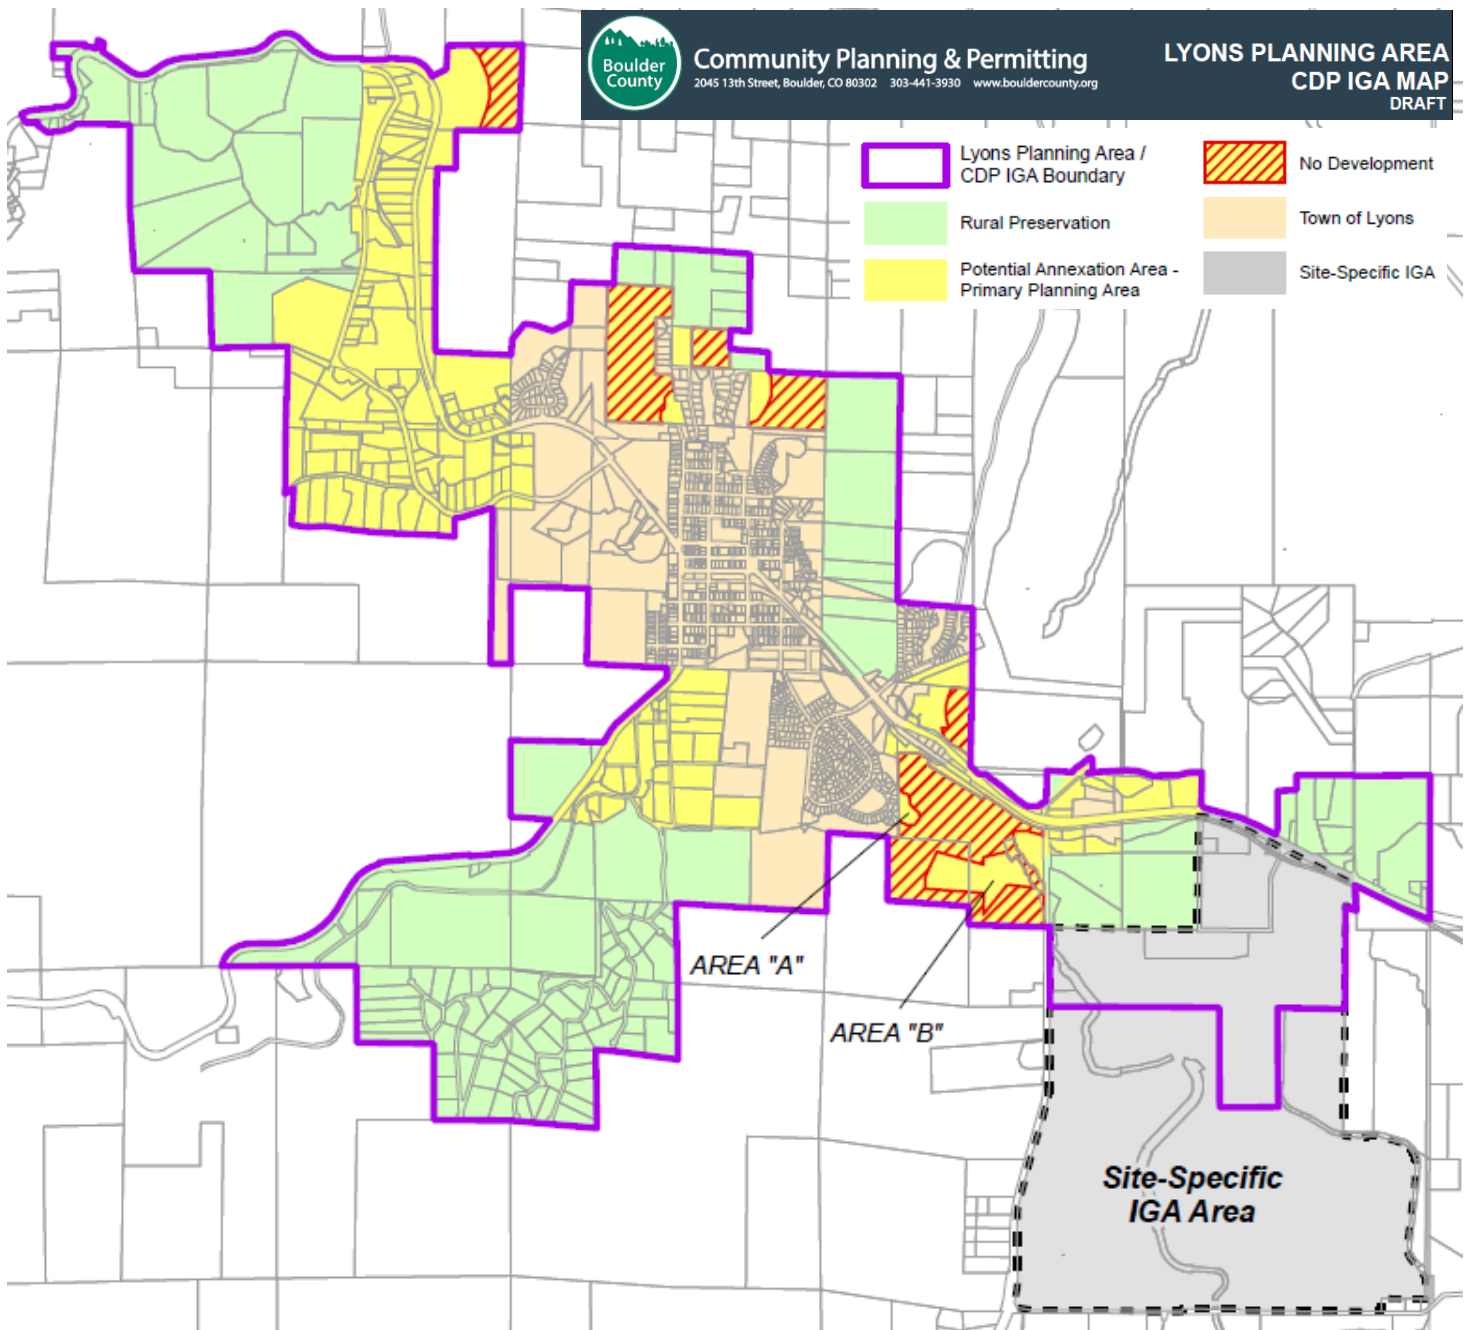 Boulder
County
Community Planning & Permitting
2045 13th Street, Boulder, CO 80302 303-441-3930 www.bouldercounty.org
LYONS PLANNING AREA
CDP IGA MAP
DRAFT
Lyons Planning Area /
CDP IGA Boundary
Rural Preservation
Potential Annexation Area -
Primary Planning Area
No Development
Town of Lyons
Site-Specific IGA
AREA "A"
AREA "B"
Site-Specific
IGA Area